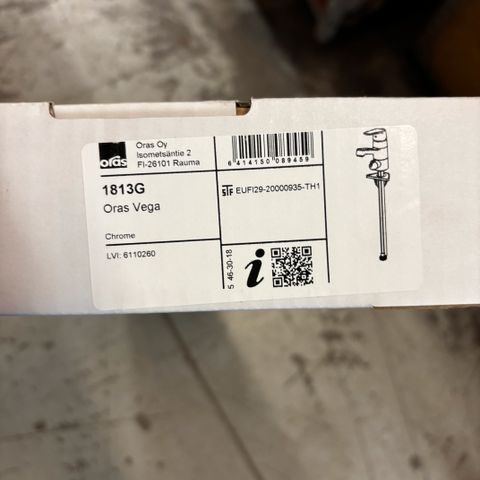 oras
Oras Oy
Isometsäntie 2
FI-26101 Rauma
1813G
Oras Vega
Chrome
LVI: 6110260
6 414150 089459
STF EUFI29-20000935-TH1
5 46-30-18
i